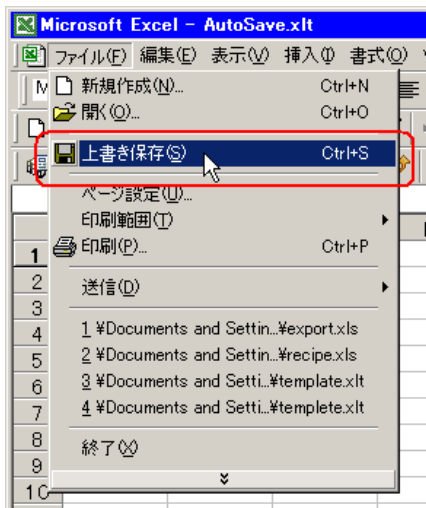 Microsoft Excel - AutoSave.xlt
ファイル(F) 編集(E) 表示(V) 挿入(I) 書式(O)
新規作成(N)... Ctrl+N
開く(O)... Ctrl+O
上書き保存(S) Ctrl+S
ページ設定(U)...
印刷範囲(T)
印刷(P)... Ctrl+P
送信(D)
1 ¥Documents and Settin...¥export.xls
2 ¥Documents and Settin...¥recipe.xls
3 ¥Documents and Setti...¥template.xlt
4 ¥Documents and Setti...¥templete.xlt
終了(X)
1
2
3
4
5
6
7
8
9
10